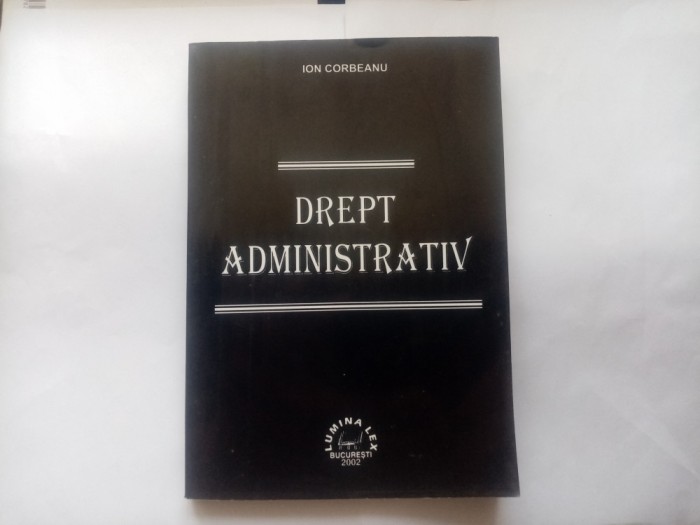 ION CORBEANU
DREPT
ADMINISTRATIV
LUMINA LEX
BUCUREŞTI
2002